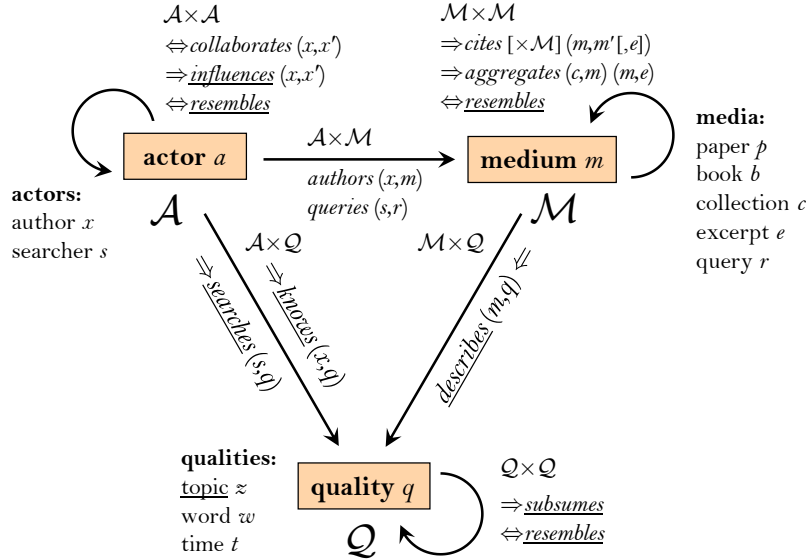 𝒜×𝒜
⇔collaborates (x,x′)
⇒influences (x,x′)
⇔resembles
ℳ×ℳ
⇒cites [×ℳ] (m,m′[,e])
⇒aggregates (c,m) (m,e)
⇔resembles
actor a
𝒜
𝒜×ℳ
authors (x,m)
queries (s,r)
medium m
ℳ
media:
paper p
book b
collection c
excerpt e
query r
actors:
author x
searcher s
𝒜×𝒬
⇒searches (s,q)
⇒knows (x,q)
ℳ×𝒬
describes (m,q) ⇒
qualities:
topic z
word w
time t
quality q
𝒬
𝒬×𝒬
⇒subsumes
⇔resembles